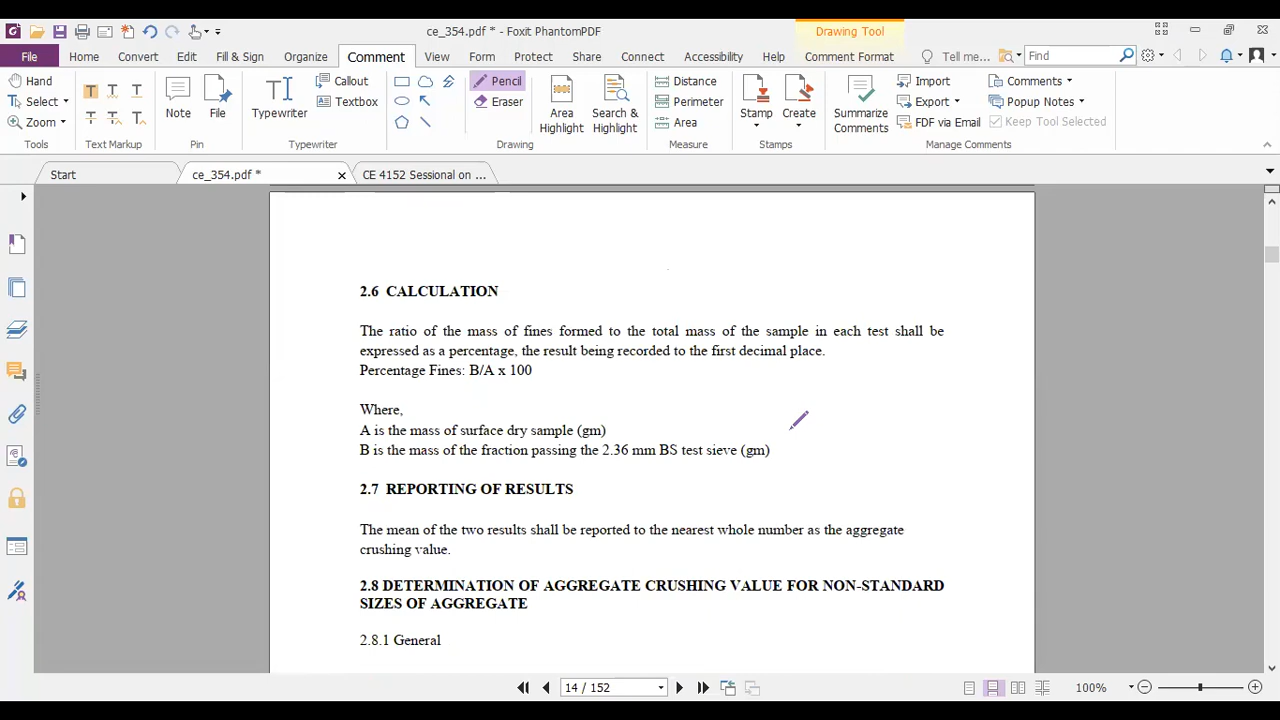 ce_354.pdf * - Foxit PhantomPDF
Drawing Tool
File
Home
Convert
Edit
Fill & Sign
Organize
Comment
View
Form
Protect
Share
Connect
Accessibility
Help
Comment Format
Tell me...
Find
Hand
Select
Zoom
Tools
T T T
T T T
Text Markup
Note
File
Pin
Typewriter
Callout
Textbox
Typewriter
Pencil
Eraser
Area
Highlight
Search &
Highlight
Drawing
Distance
Perimeter
Area
Measure
Stamp
Create
Stamps
Summarize
Comments
Import
Export
FDF via Email
Comments
Popup Notes
Keep Tool Selected
Manage Comments
Start
ce_354.pdf *
CE 4152 Sessional on ...
2.6 CALCULATION
The ratio of the mass of fines formed to the total mass of the sample in each test shall be
expressed as a percentage, the result being recorded to the first decimal place.
Percentage Fines: B/A x 100
Where,
A is the mass of surface dry sample (gm)
B is the mass of the fraction passing the 2.36 mm BS test sieve (gm)
2.7 REPORTING OF RESULTS
The mean of the two results shall be reported to the nearest whole number as the aggregate
crushing value.
2.8 DETERMINATION OF AGGREGATE CRUSHING VALUE FOR NON-STANDARD
SIZES OF AGGREGATE
2.8.1 General
14 / 152
100%